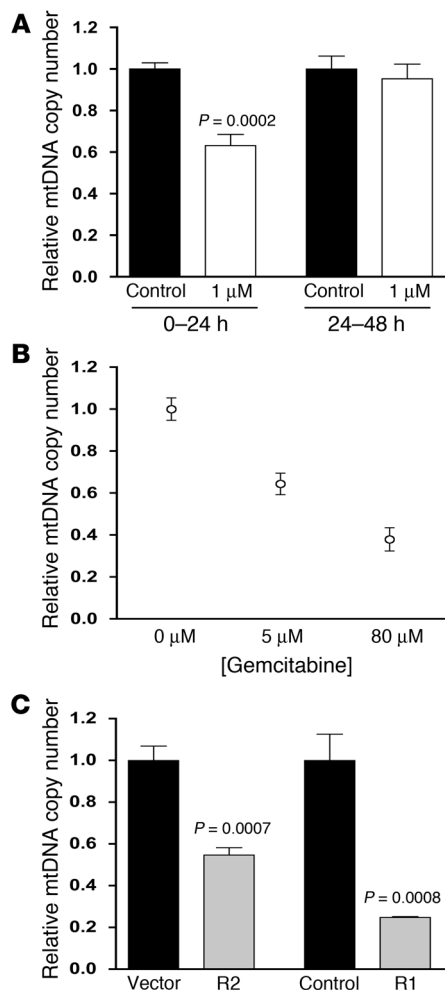 A
Relative mtDNA copy number
1.2
1.0
0.8
0.6
0.4
0.2
0.0
P = 0.0002
Control 1 μM Control 1 μM
0–24 h 24–48 h
B
Relative mtDNA copy number
1.2
1.0
0.8
0.6
0.4
0.2
0.0
0 μM 5 μM 80 μM
[Gemcitabine]
C
Relative mtDNA copy number
1.2
1.0
0.8
0.6
0.4
0.2
0.0
P = 0.0007
P = 0.0008
Vector R2 Control R1